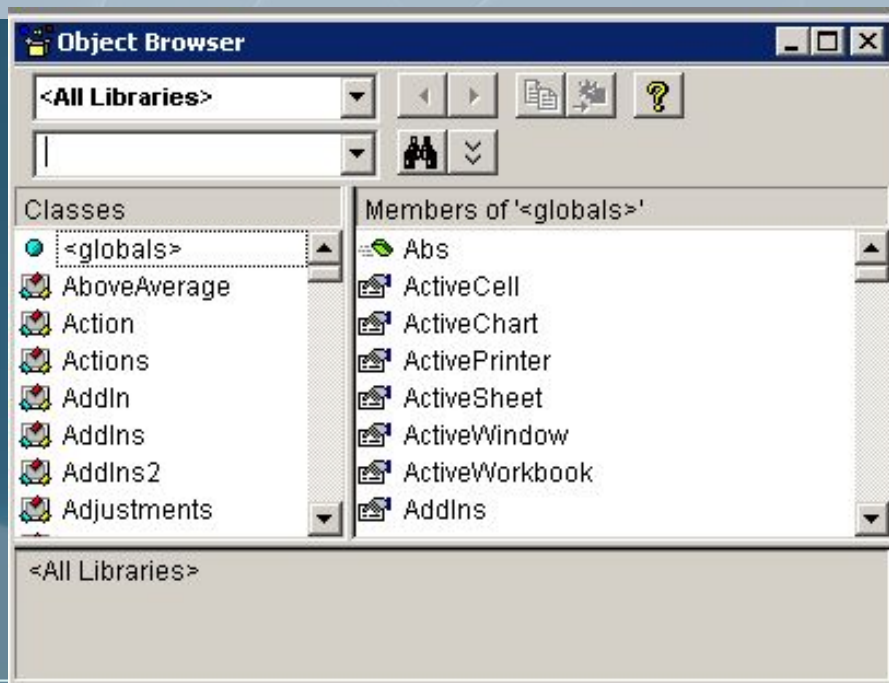 Object Browser
<All Libraries>
Classes
<globals>
AboveAverage
Action
Actions
AddIn
AddIns
AddIns2
Adjustments
Members of '<globals>'
Abs
ActiveCell
ActiveChart
ActivePrinter
ActiveSheet
ActiveWindow
ActiveWorkbook
AddIns
<All Libraries>